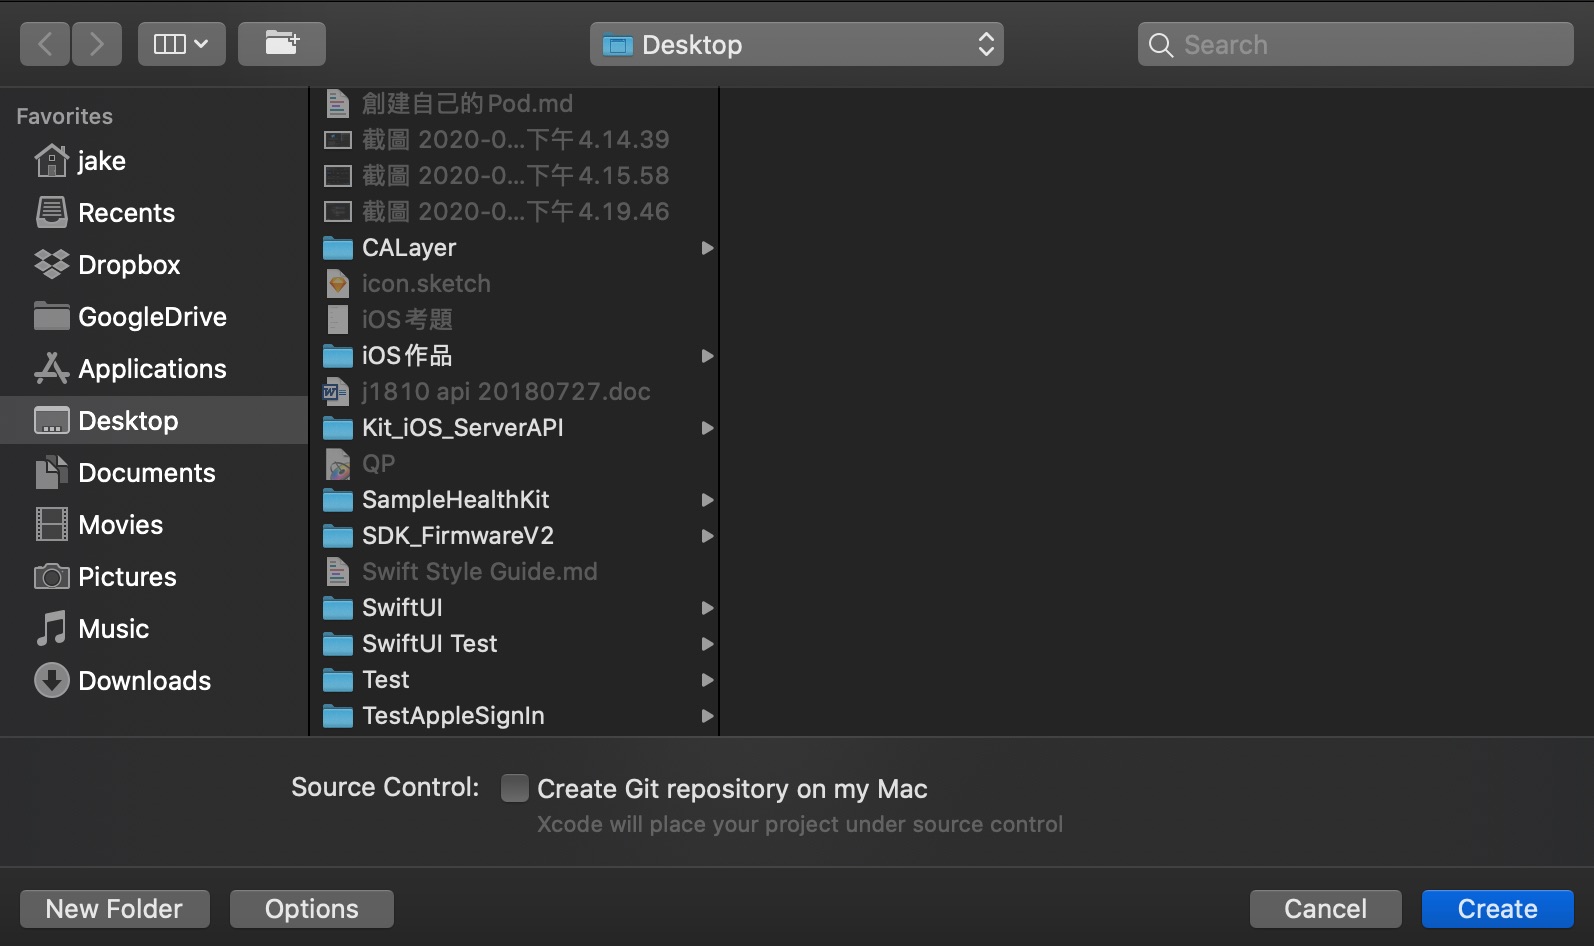 Desktop
Search
Favorites
jake
Recents
Dropbox
GoogleDrive
Applications
Desktop
Documents
Movies
Pictures
Music
Downloads
創建自己的Pod.md
截圖 2020-0...下午4.14.39
截圖 2020-0...下午4.15.58
截圖 2020-0...下午4.19.46
CALayer
icon.sketch
iOS考題
iOS作品
j1810 api 20180727.doc
Kit_iOS_ServerAPI
QP
SampleHealthKit
SDK_FirmwareV2
Swift Style Guide.md
SwiftUI
SwiftUI Test
Test
TestAppleSignIn
Source Control: Create Git repository on my Mac
Xcode will place your project under source control
New Folder Options Cancel Create